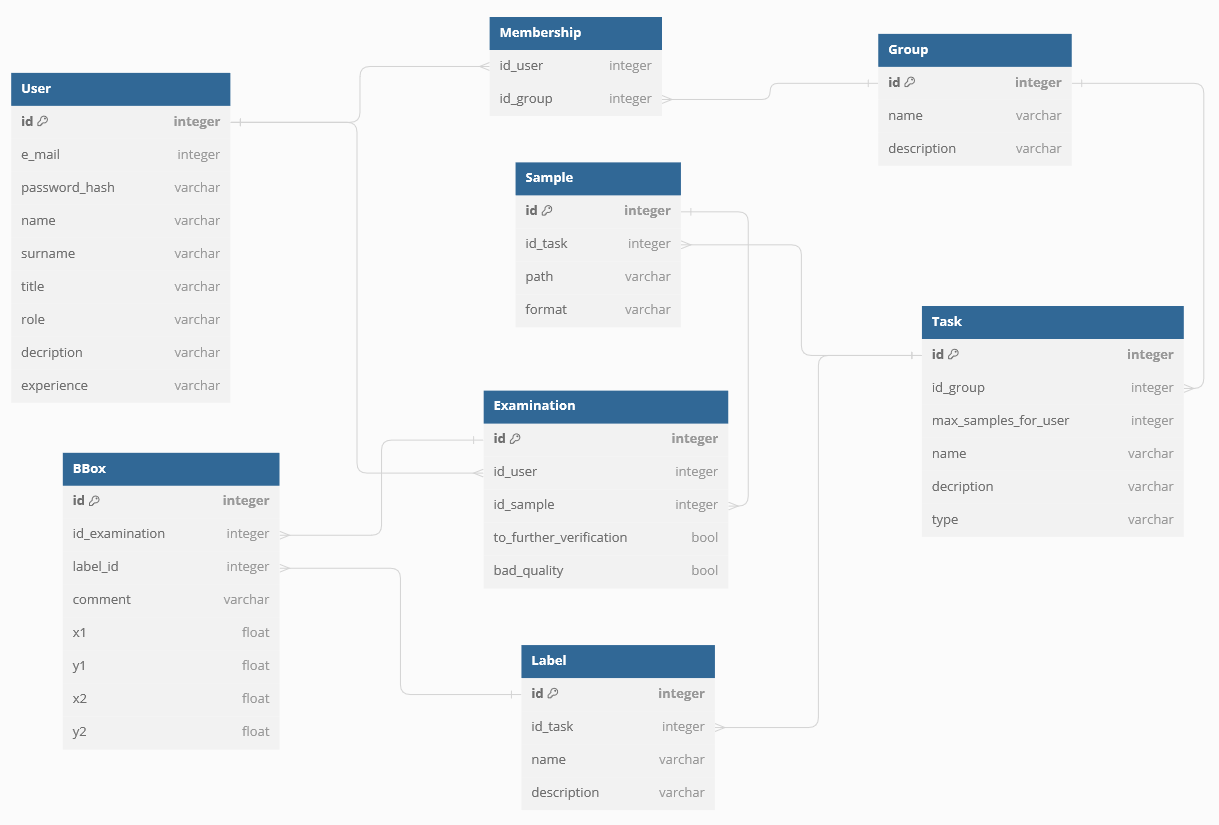 User
id integer
e_mail integer
password_hash varchar
name varchar
surname varchar
title varchar
role varchar
decription varchar
experience varchar
Membership
id_user integer
id_group integer
Group
id integer
name varchar
description varchar
Sample
id integer
id_task integer
path varchar
format varchar
Task
id integer
id_group integer
max_samples_for_user integer
name varchar
decription varchar
type varchar
Examination
id integer
id_user integer
id_sample integer
to_further_verification bool
bad_quality bool
BBox
id integer
id_examination integer
label_id integer
comment varchar
x1 float
y1 float
x2 float
y2 float
Label
id integer
id_task integer
name varchar
description varchar